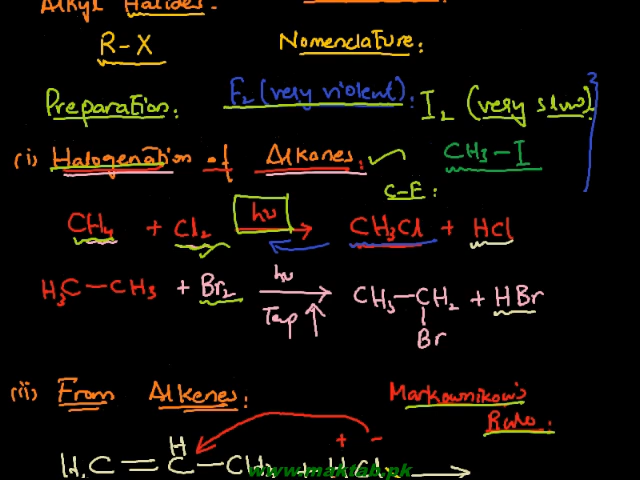 Alkyl Halides.
R-X Nomenclature:
Preparation. F2 (very violent): I2 (very slow)
(i) Halogenation of Alkanes: CH3-I
C-F:
CH4 + Cl2 hν CH3Cl + HCl
H3C-CH3 + Br2 hν CH3-CH2 + HBr
Temp ↑ Br
(ii) From Alkenes: Markownikow's
Rule.
H
+ -
H2C=C-CH3 + HCl
www.maktab.pk